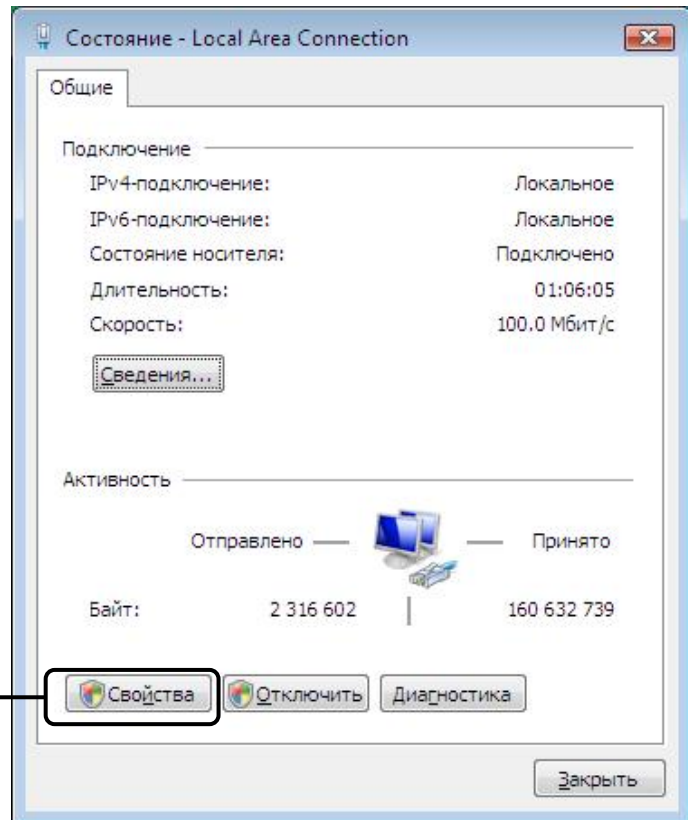 Состояние - Local Area Connection
Общие
Подключение
IPv4-подключение: Локальное
IPv6-подключение: Локальное
Состояние носителя: Подключено
Длительность: 01:06:05
Скорость: 100.0 Мбит/с
Сведения...
Активность
Отправлено Принято
Байт: 2 316 602 160 632 739
Свойства Отключить Диагностика
Закрыть